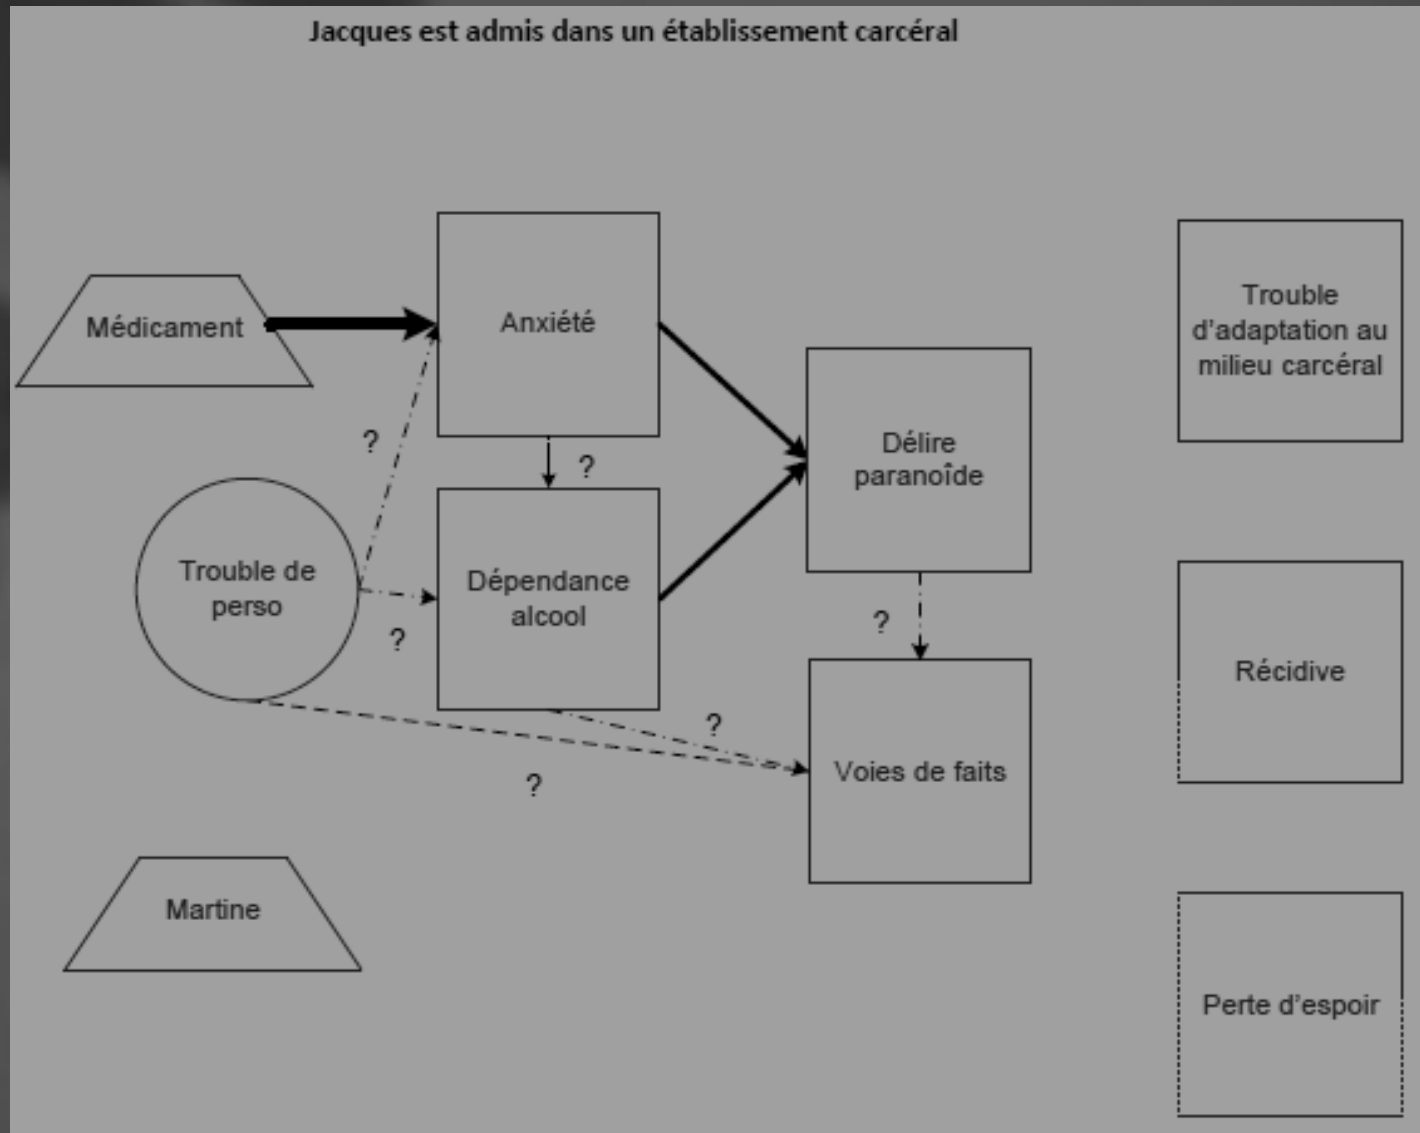 Jacques est admis dans un établissement carcéral
Médicament
Anxiété
Trouble
d'adaptation au
milieu carcéral
Délire
paranoîde
?
?
Trouble de
perso
Dépendance
alcool
?
?
Récidive
?
Voies de faits
?
Martine
Perte d'espoir